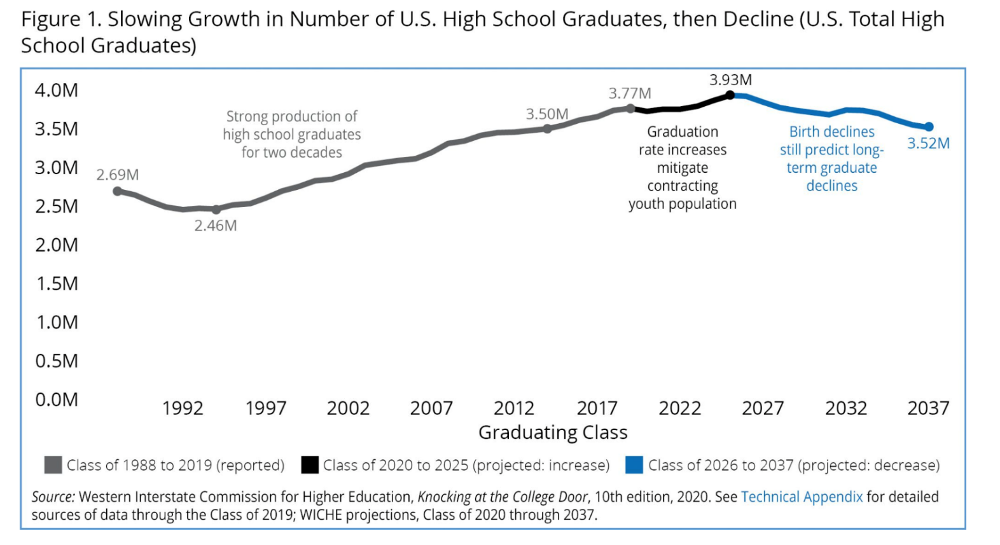 Figure 1. Slowing Growth in Number of U.S. High School Graduates, then Decline (U.S. Total High
School Graduates)
4.0M
3.5M
3.0M
2.5M
2.0M
1.5M
1.0M
0.5M
0.0M
2.69M
2.46M
Strong production of
high school graduates
for two decades
3.50M
3.77M
3.93M
Graduation
rate increases
mitigate
contracting
youth population
Birth declines
still predict long-
term graduate
declines
3.52M
1992 1997 2002 2007 2012 2017 2022 2027 2032 2037
Graduating Class
Class of 1988 to 2019 (reported) Class of 2020 to 2025 (projected: increase) Class of 2026 to 2037 (projected: decrease)
Source: Western Interstate Commission for Higher Education, Knocking at the College Door, 10th edition, 2020. See Technical Appendix for detailed
sources of data through the Class of 2019; WICHE projections, Class of 2020 through 2037.